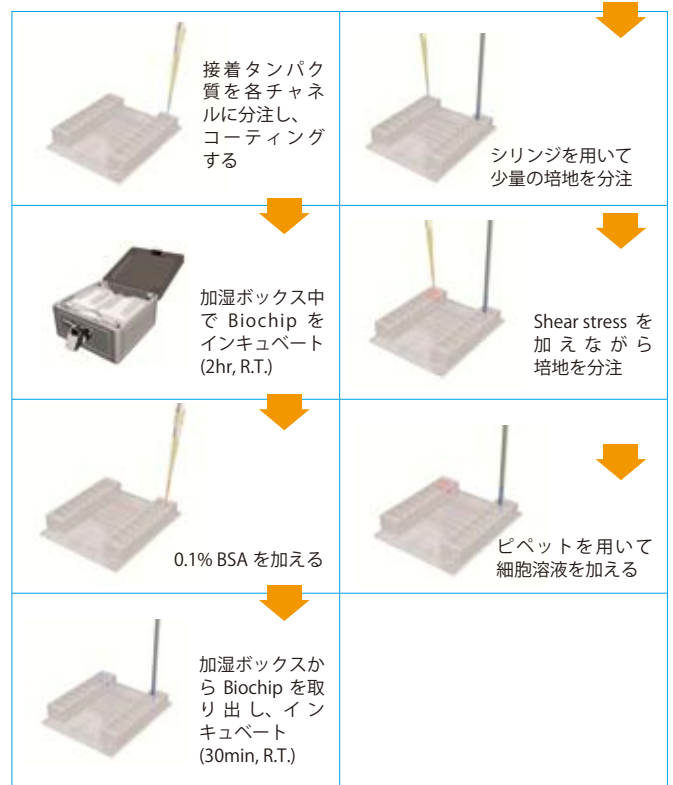 接着タンパク
質を各チャネ
ルに分注し、
コーティング
する
加湿ボックス中
で Biochip を
インキュベート
(2hr, R.T.)
0.1% BSA を加える
加湿ボックスか
ら Biochip を取
り出し、イン
キュベート
(30min, R.T.)
シリンジを用いて
少量の培地を分注
Shear stress を
加えながら
培地を分注
ピペットを用いて
細胞溶液を加える